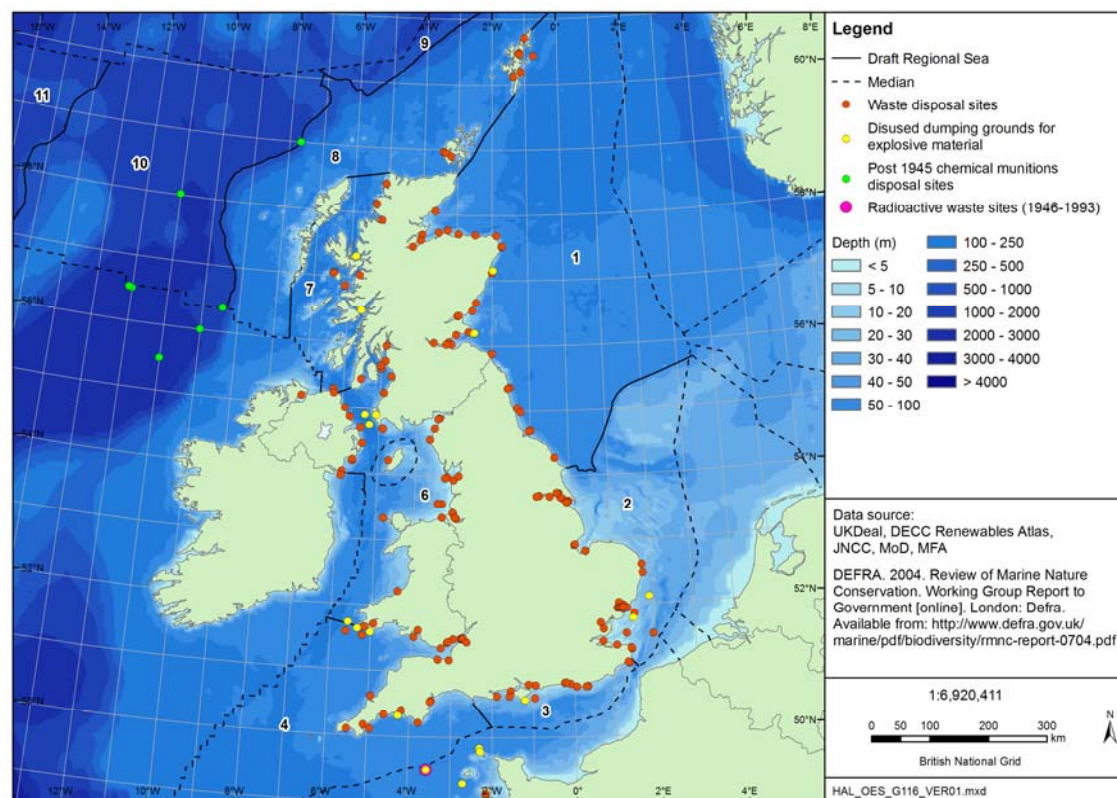 16°W 14°W 12°W 10°W 8°W 6°W 4°W 2°W 0° 2°E 4°E 6°E 8°E
60°N
58°N
58°N
56°N
56°N
54°N
54°N
52°N
52°N
50°N
50°N
12°W 10°W 8°W 6°W 4°W 2°W 0° 2°E 4°E 6°E
9
11
10
8
1
7
6
2
4
3
Legend
Draft Regional Sea
Median
Waste disposal sites
Disused dumping grounds for
explosive material
Post 1945 chemical munitions
disposal sites
Radioactive waste sites (1946-1993)
Depth (m)
< 5
5 - 10
10 - 20
20 - 30
30 - 40
40 - 50
50 - 100
100 - 250
250 - 500
500 - 1000
1000 - 2000
2000 - 3000
3000 - 4000
> 4000
Data source:
UKDeal, DECC Renewables Atlas,
JNCC, MoD, MFA
DEFRA. 2004. Review of Marine Nature
Conservation. Working Group Report to
Government [online]. London: Defra.
Available from: http://www.defra.gov.uk/
marine/pdf/biodiversity/rmnc-report-0704.pdf
1:6,920,411
0 50 100 200 300
km
N
British National Grid
HAL_OES_G116_VER01.mxd